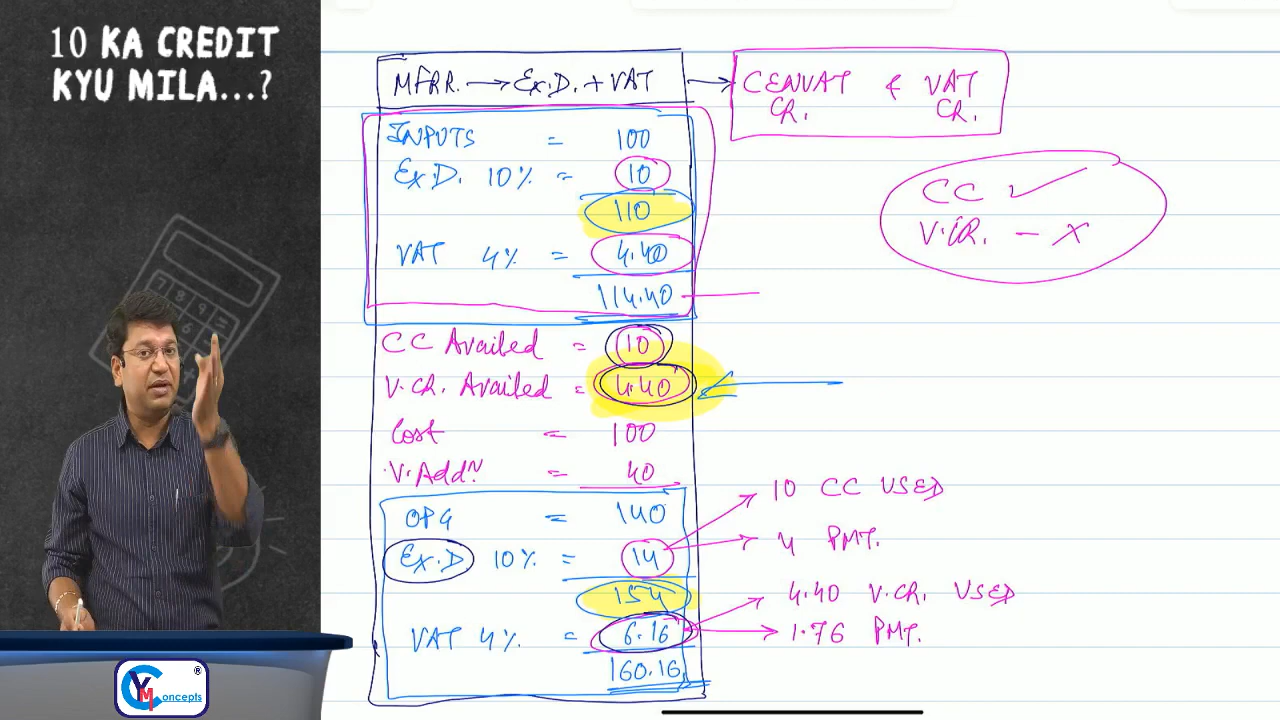 10 KA CREDIT
KYU MILA...?
MFRR. → Ex.D. + VAT → CENVAT CR. & VAT CR.
INPUTS = 100
Ex.D. 10% = 10
110
VAT 4% = 4.40
114.40
CC ✓
V.CR. - X
CC Availed = 10
V.CR. Availed = 4.40
Cost = 100
V.Addn = 40
OPG = 140
Ex.D 10% = 14
154
VAT 4% = 6.16
160.16
10 CC USED
4 PMT.
4.40 V.CR. USED
1.76 PMT.
YM
Concepts
®